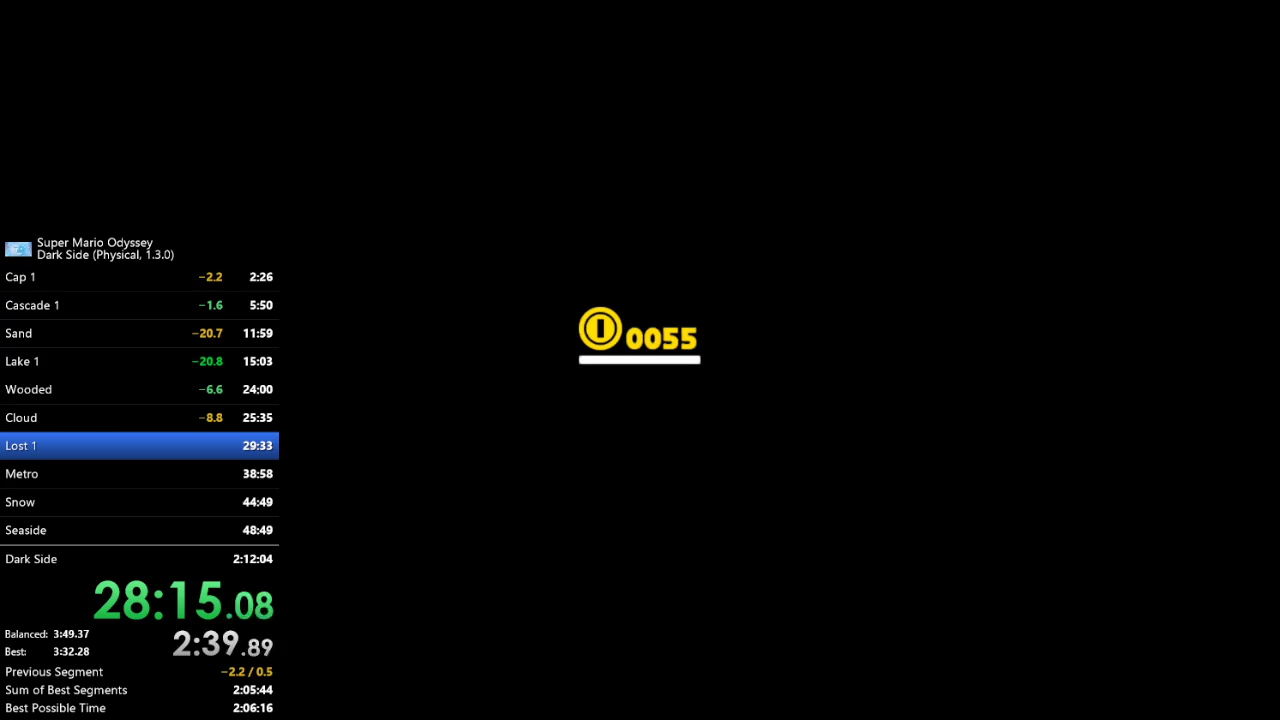 Super Mario Odyssey
Dark Side (Physical, 1.3.0)
Cap 1 −2.2 2:26
Cascade 1 −1.6 5:50
Sand −20.7 11:59
Lake 1 −20.8 15:03
Wooded −6.6 24:00
Cloud −8.8 25:35
Lost 1 29:33
Metro 38:58
Snow 44:49
Seaside 48:49
Dark Side 2:12:04
28:15.08
Balanced: 3:49.37
Best: 3:32.28
2:39.89
Previous Segment −2.2 / 0.5
Sum of Best Segments 2:05:44
Best Possible Time 2:06:16
0055